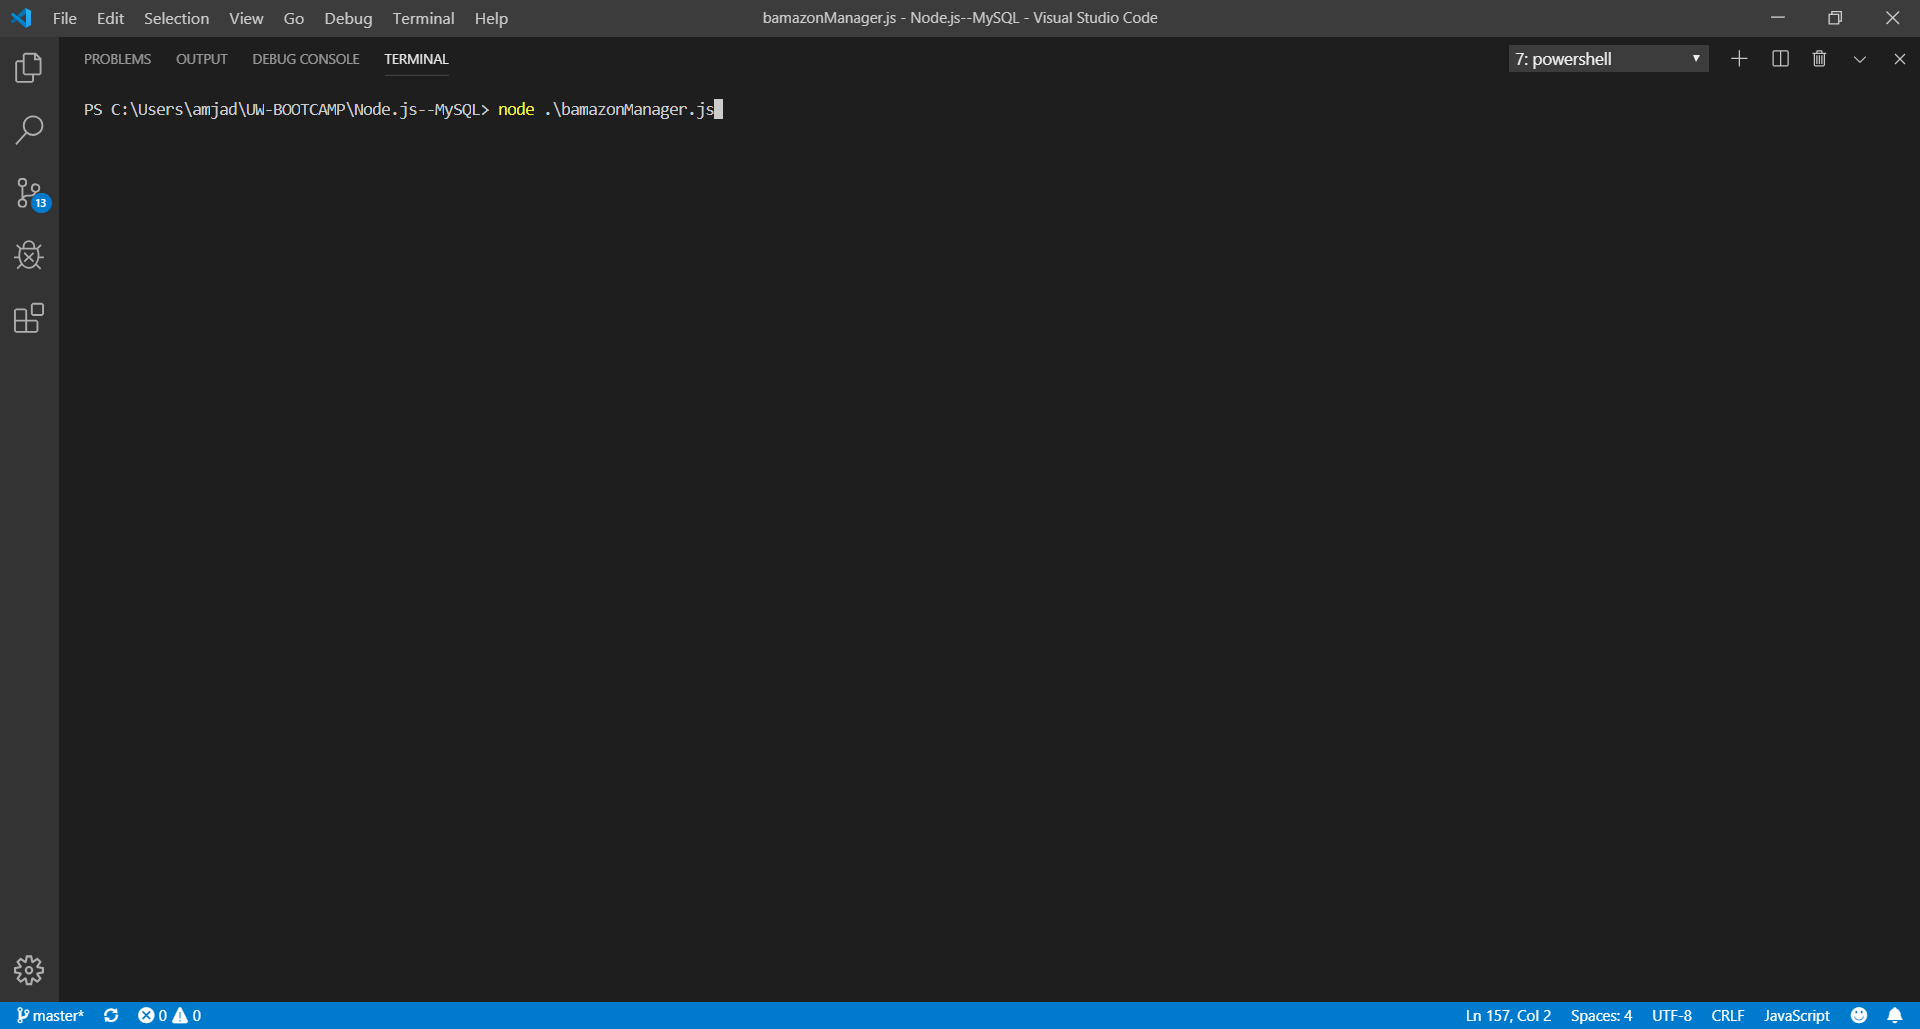 File Edit Selection View Go Debug Terminal Help bamazonManager.js - Node.js--MySQL - Visual Studio Code
PROBLEMS OUTPUT DEBUG CONSOLE TERMINAL 7: powershell
PS C:\Users\amjad\UW-BOOTCAMP\Node.js--MySQL> node .\bamazonManager.js
13
master* 0 0 Ln 157, Col 2 Spaces: 4 UTF-8 CRLF JavaScript